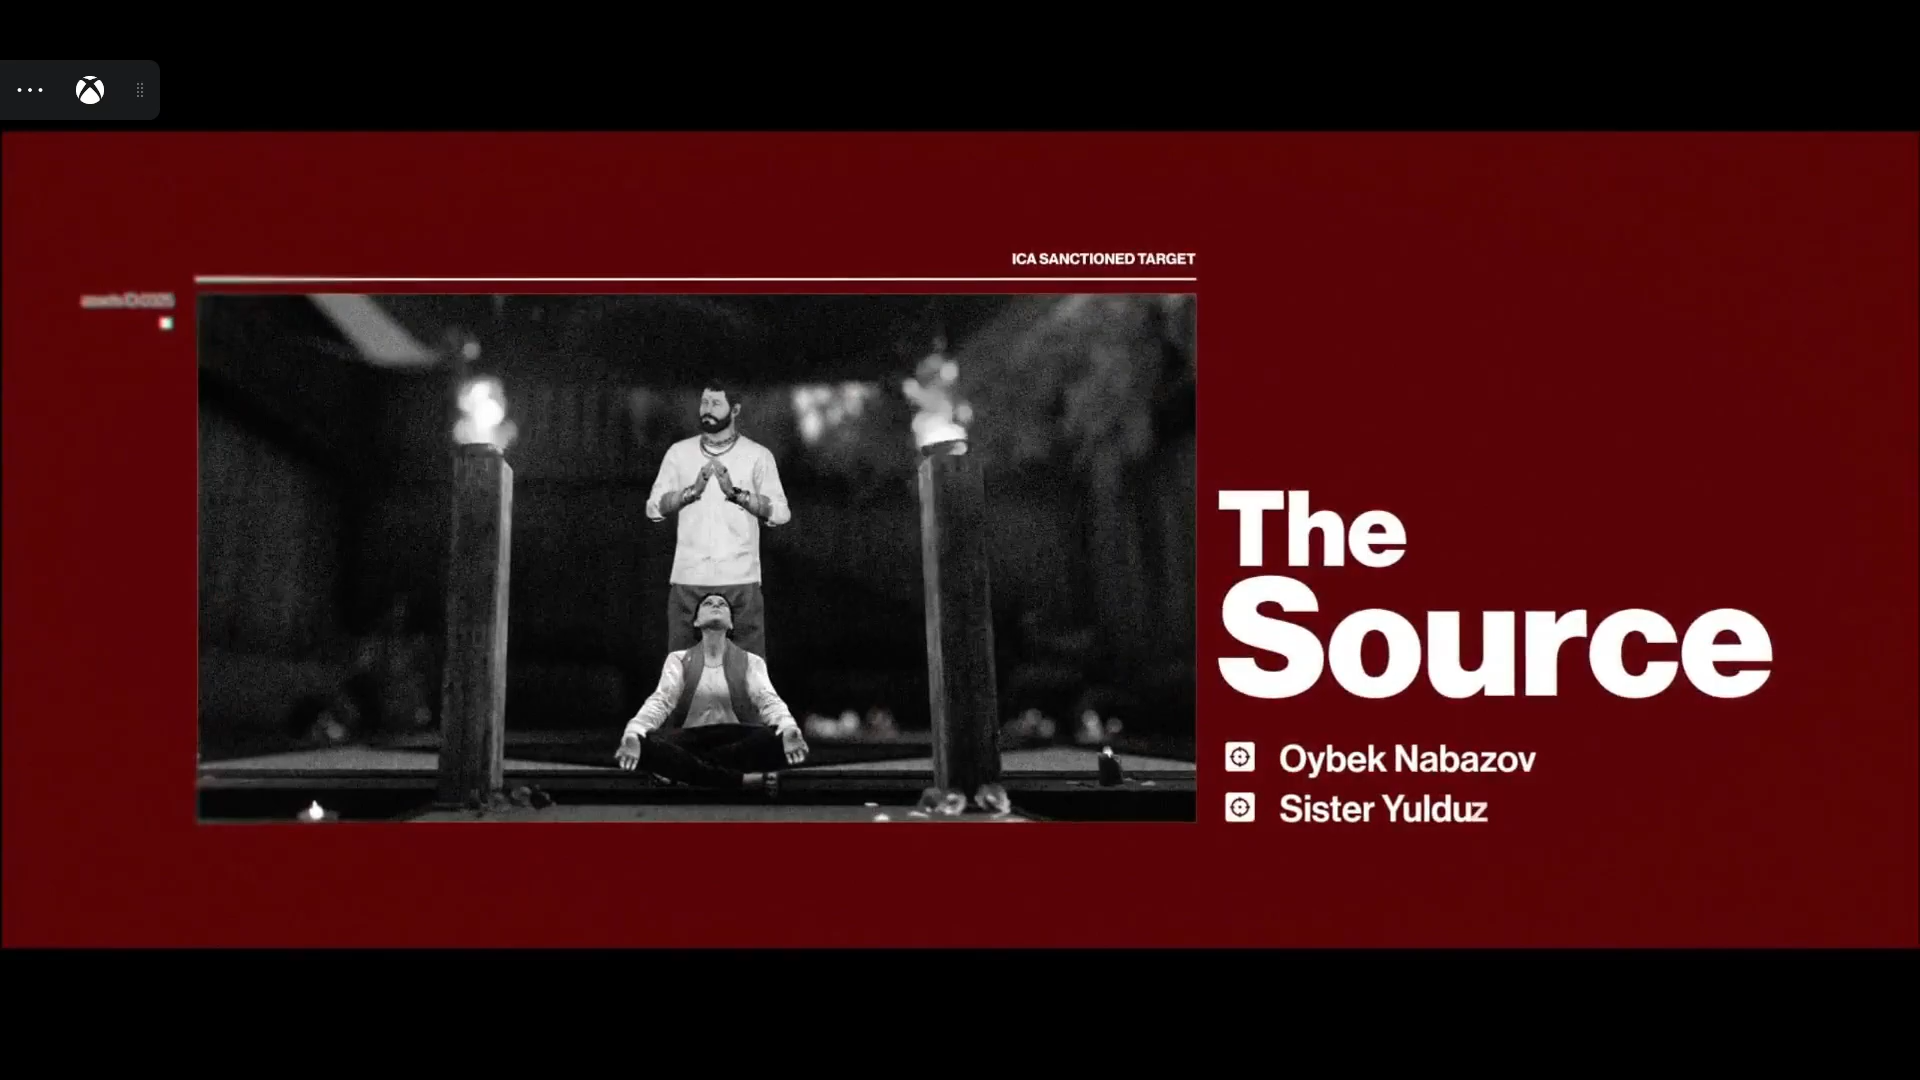 ICA SANCTIONED TARGET
The
Source
Oybek Nabazov
Sister Yulduz